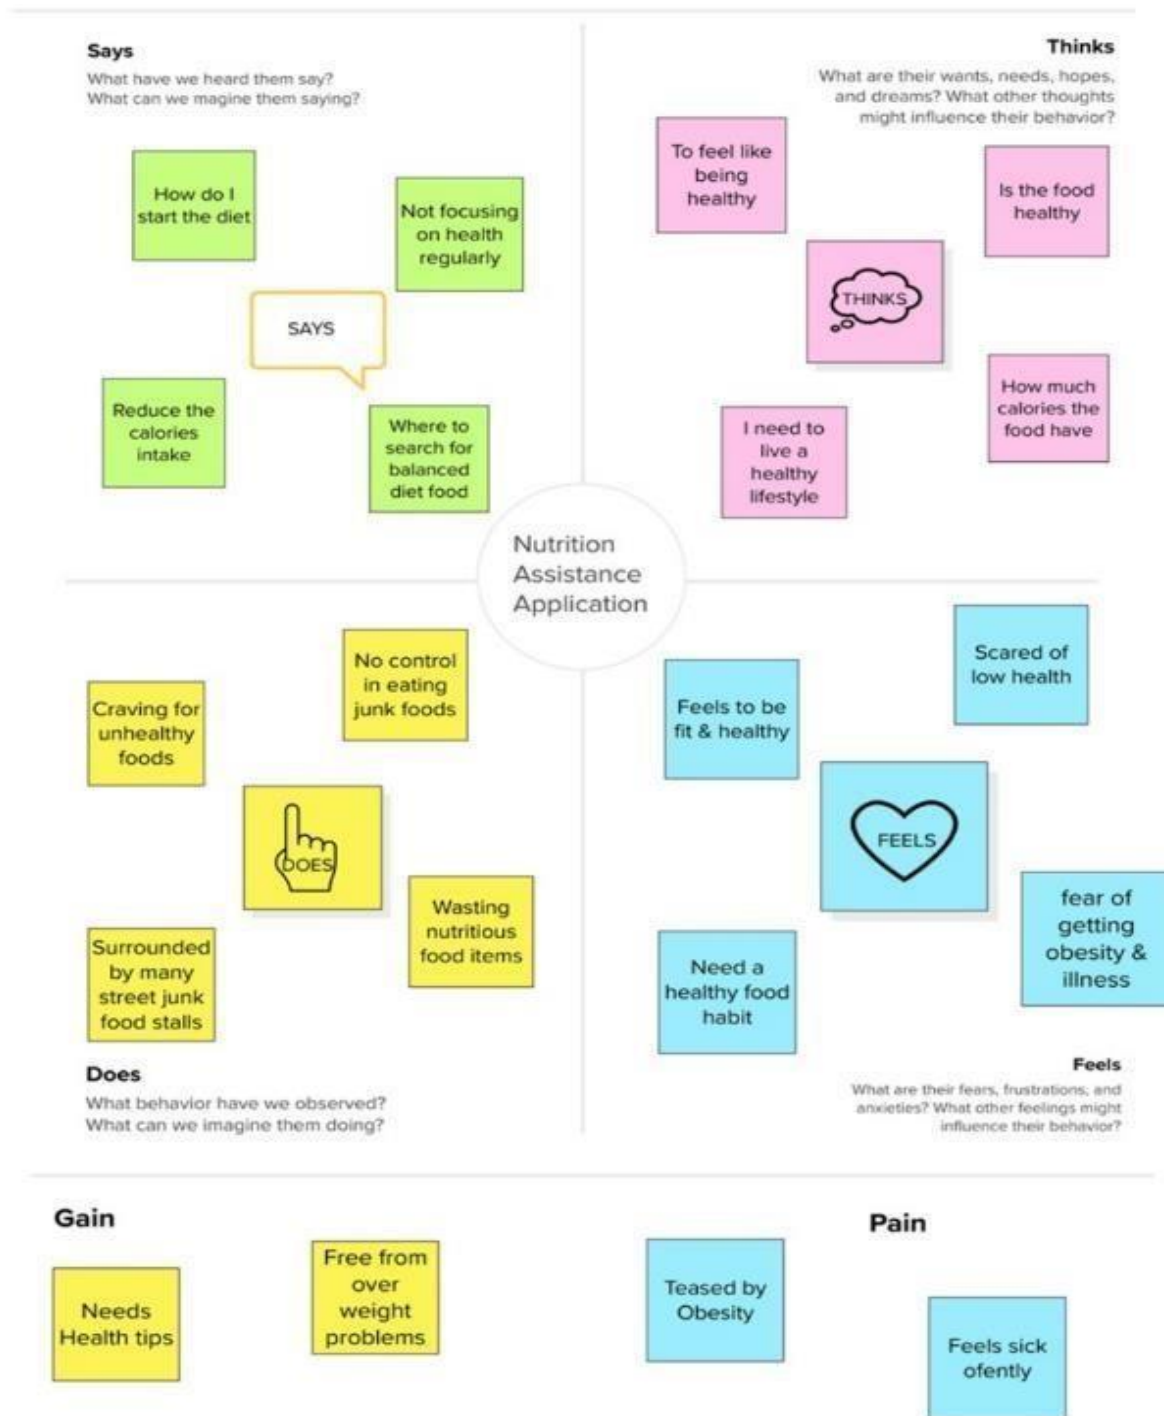 Says
What have we heard them say?
What can we magine them saying?
How do I
start the diet
Not focusing
on health
regularly
SAYS
Reduce the
calories
intake
Where to
search for
balanced
diet food
Thinks
What are their wants, needs, hopes,
and dreams? What other thoughts
might influence their behavior?
To feel like
being
healthy
Is the food
healthy
THINKS
I need to
live a
healthy
lifestyle
How much
calories the
food have
Nutrition
Assistance
Application
No control
in eating
junk foods
Craving for
unhealthy
foods
DOES
Wasting
nutritious
food items
Surrounded
by many
street junk
food stalls
Does
What behavior have we observed?
What can we imagine them doing?
Scared of
low health
Feels to be
fit & healthy
FEELS
fear of
getting
obesity &
illness
Need a
healthy food
habit
Feels
What are their fears, frustrations, and
anxieties? What other feelings might
influence their behavior?
Gain
Needs
Health tips
Free from
over
weight
problems
Pain
Teased by
Obesity
Feels sick
ofently